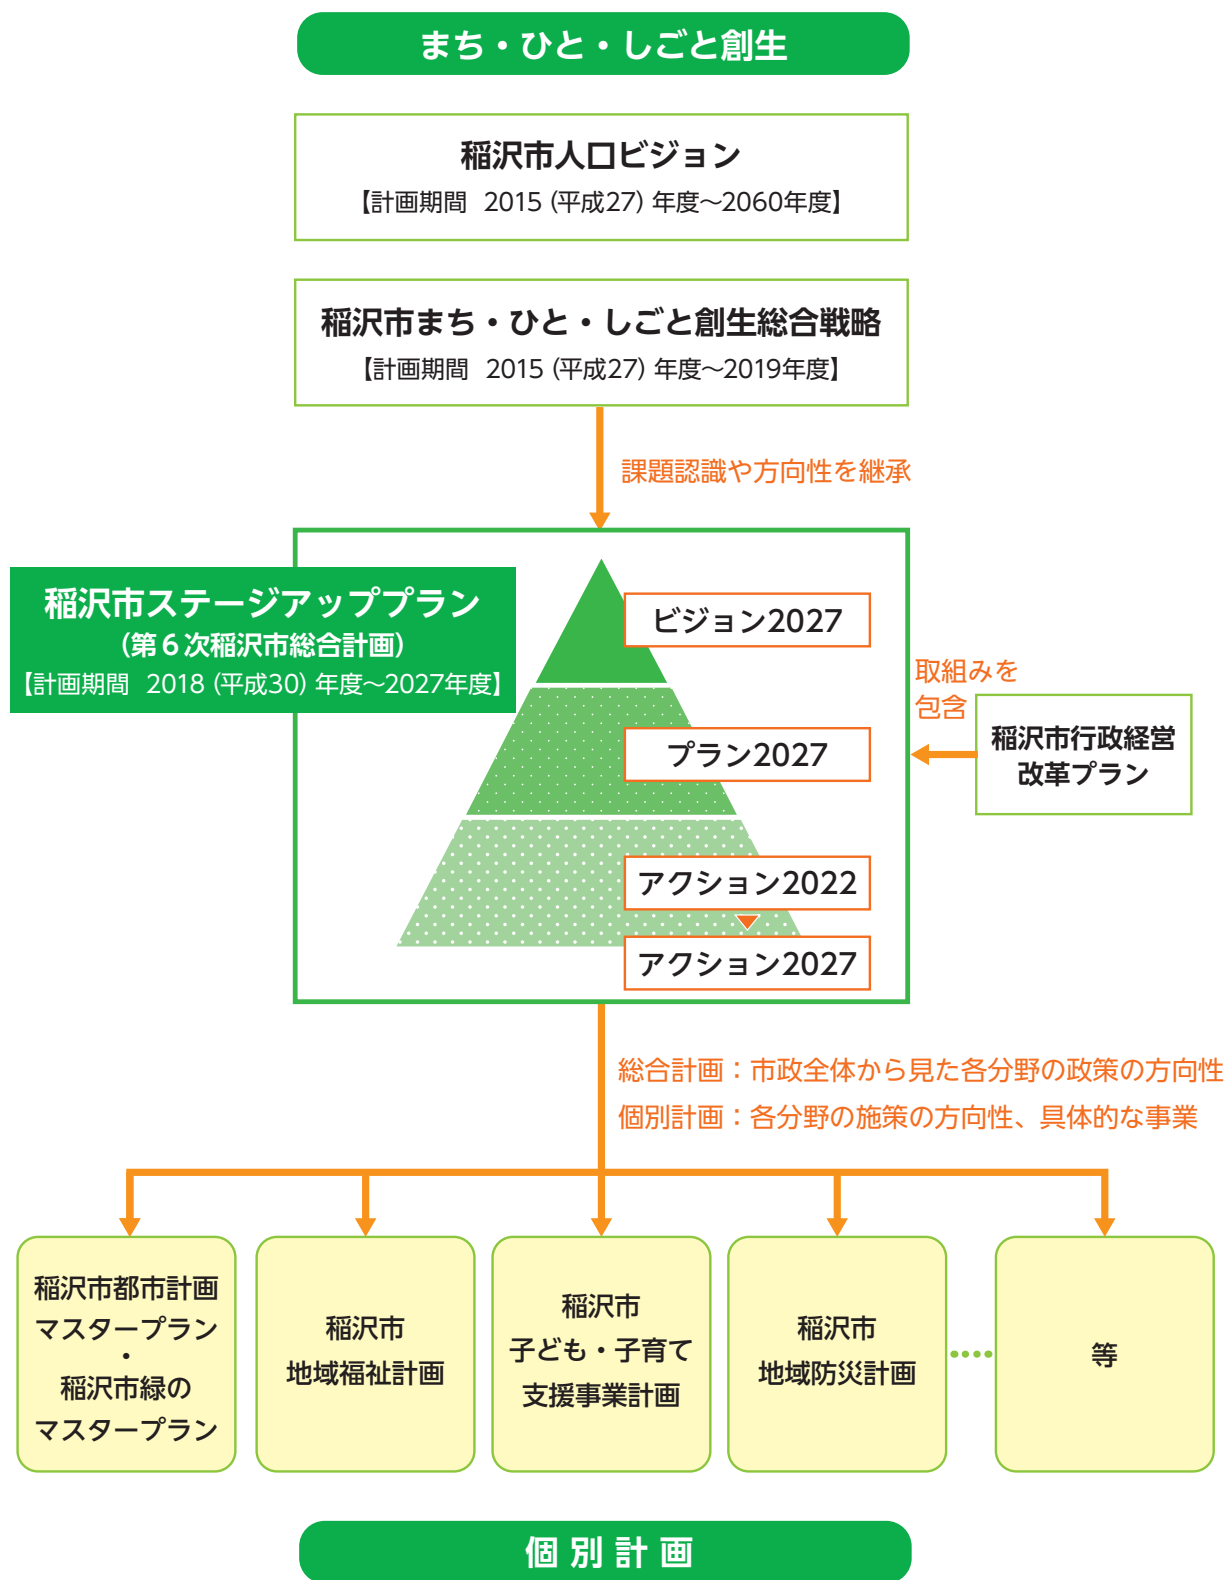 まち・ひと・しごと創生
稲沢市人口ビジョン
【計画期間 2015（平成27）年度～2060年度】
稲沢市まち・ひと・しごと創生総合戦略
【計画期間 2015（平成27）年度～2019年度】
課題認識や方向性を継承
稲沢市ステージアッププラン
（第6次稲沢市総合計画）
【計画期間 2018（平成30）年度～2027年度】
ビジョン2027
プラン2027
アクション2022
アクション2027
取組みを
包含
稲沢市行政経営
改革プラン
総合計画：市政全体から見た各分野の政策の方向性
個別計画：各分野の施策の方向性、具体的な事業
稲沢市都市計画
マスタープラン
・
稲沢市緑の
マスタープラン
稲沢市
地域福祉計画
稲沢市
子ども・子育て
支援事業計画
稲沢市
地域防災計画
等
個別計画